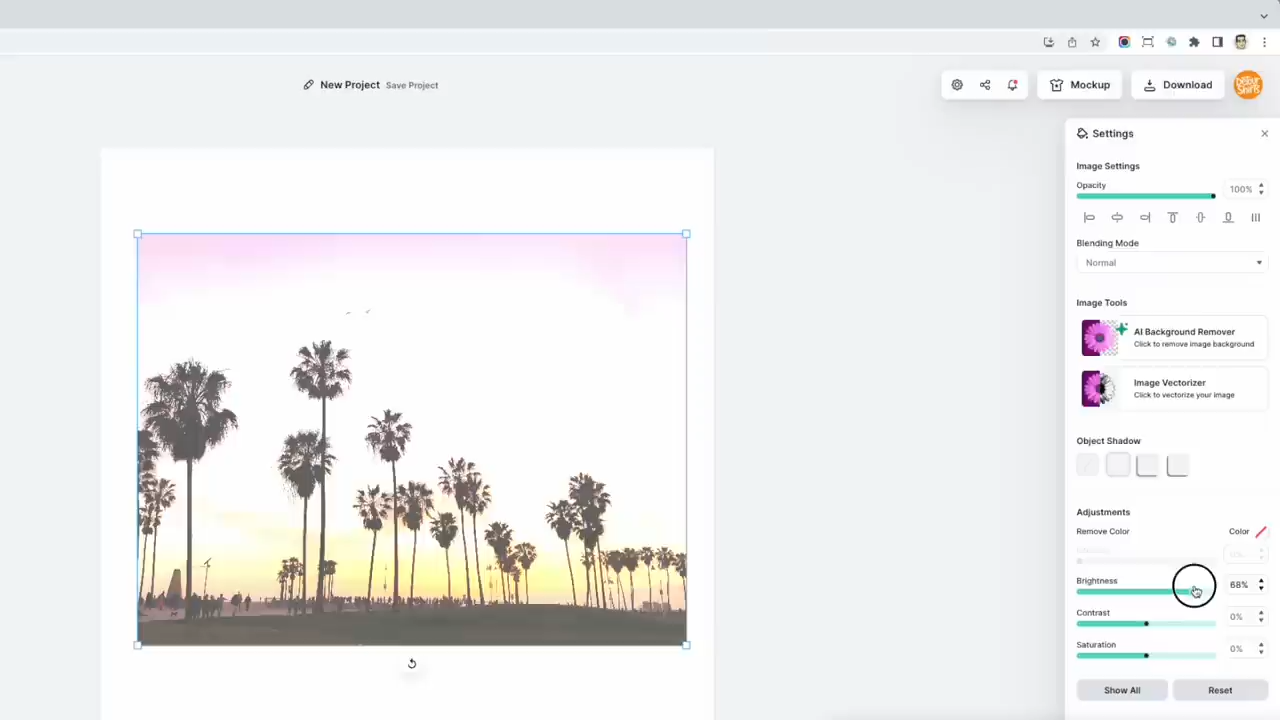 New Project Save Project
Mockup
Download
Settings
Image Settings
Opacity
100%
Blending Mode
Normal
Image Tools
AI Background Remover
Click to remove image background
Image Vectorizer
Click to vectorize your image
Object Shadow
Adjustments
Remove Color
Color
Brightness
68%
Contrast
0%
Saturation
0%
Show All
Reset